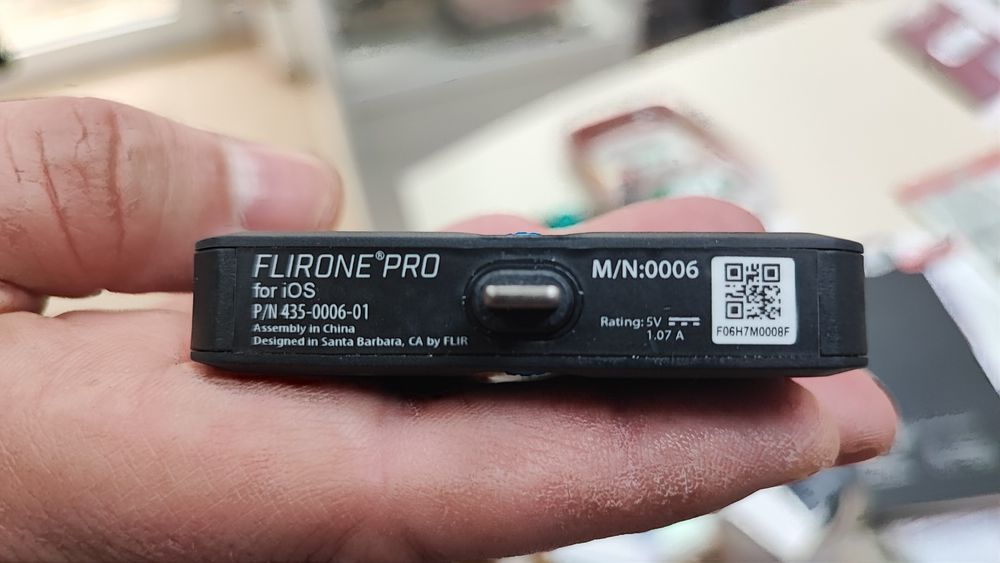 FLIRONE® PRO
for iOS
P/N 435-0006-01
Assembly in China
Designed in Santa Barbara, CA by FLIR
M/N:0006
Rating: 5V ⎓
1.07 A
F06H7M0008F